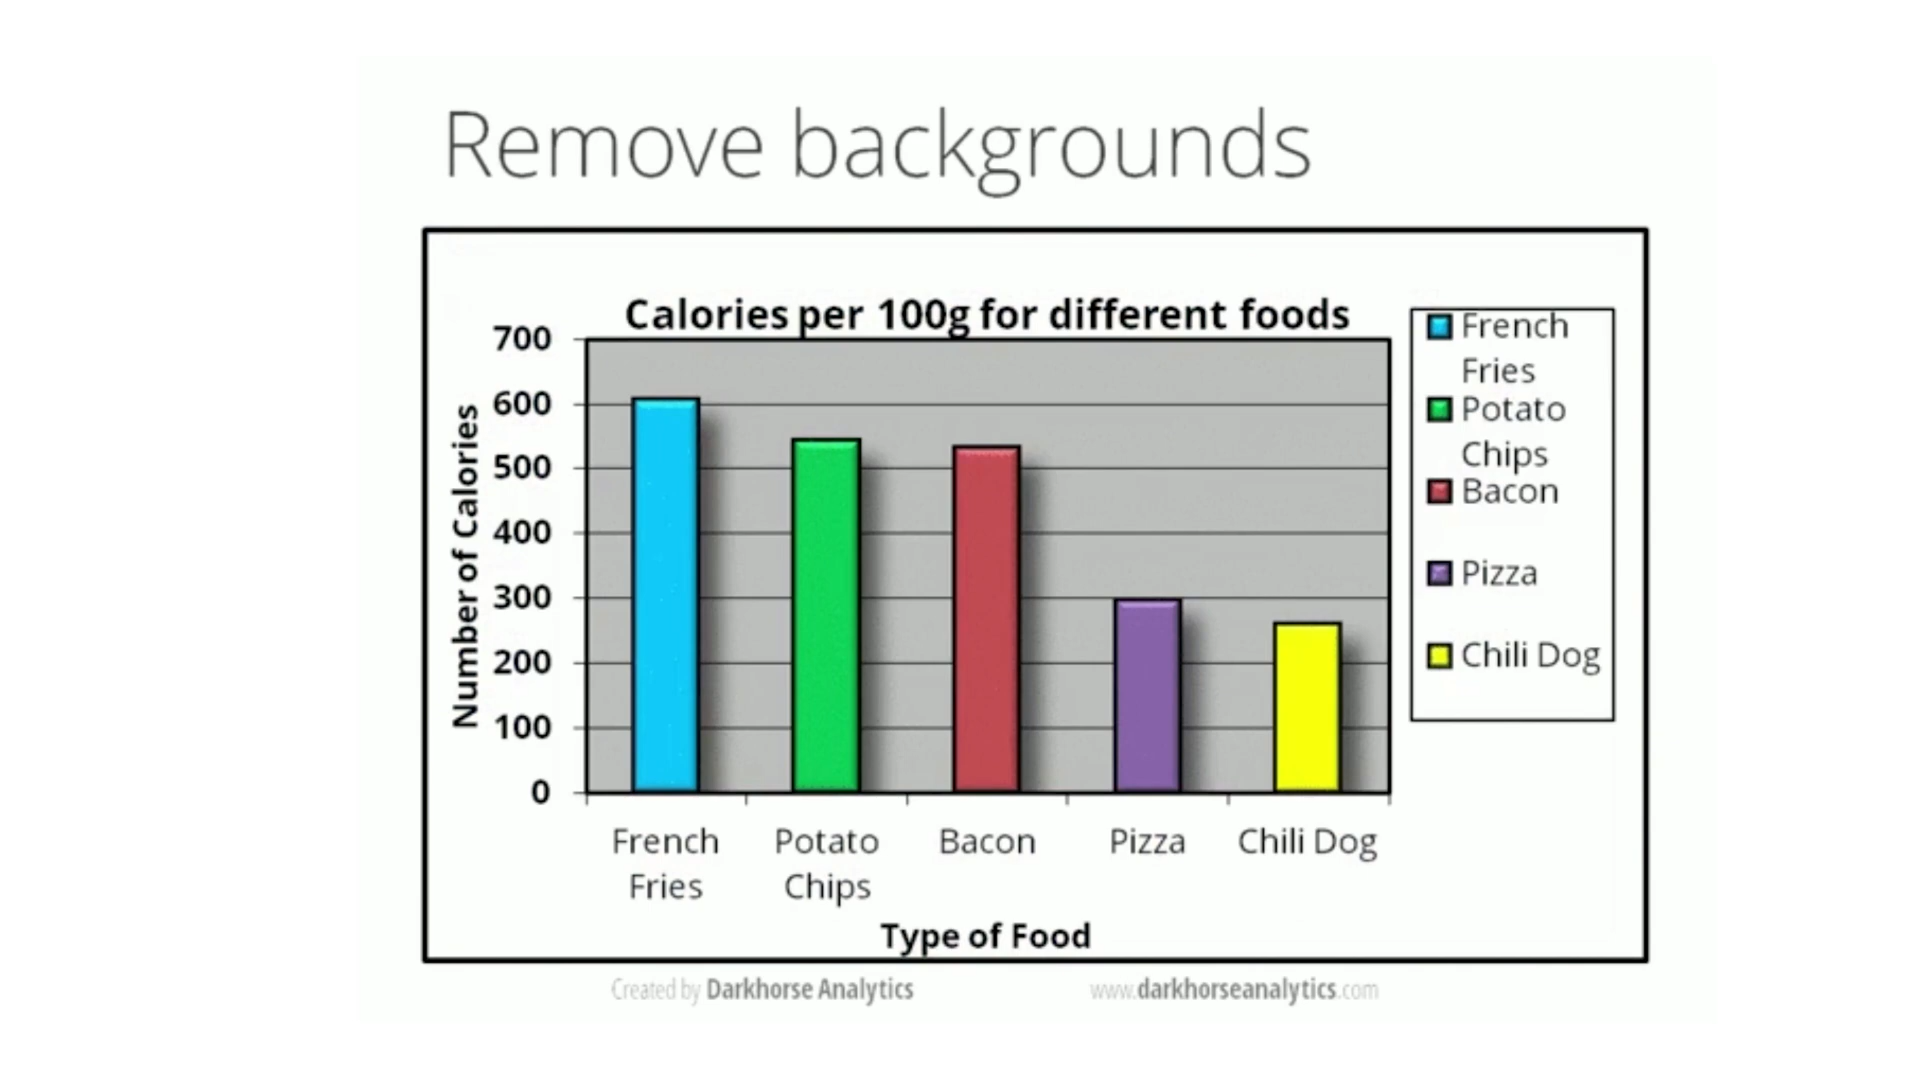 Remove backgrounds
Calories per 100g for different foods
700
600
500
400
300
200
100
0
Number of Calories
French
Fries
Potato
Chips
Bacon
Pizza
Chili Dog
Type of Food
French
Fries
Potato
Chips
Bacon
Pizza
Chili Dog
Created by Darkhorse Analytics
www.darkhorseanalytics.com